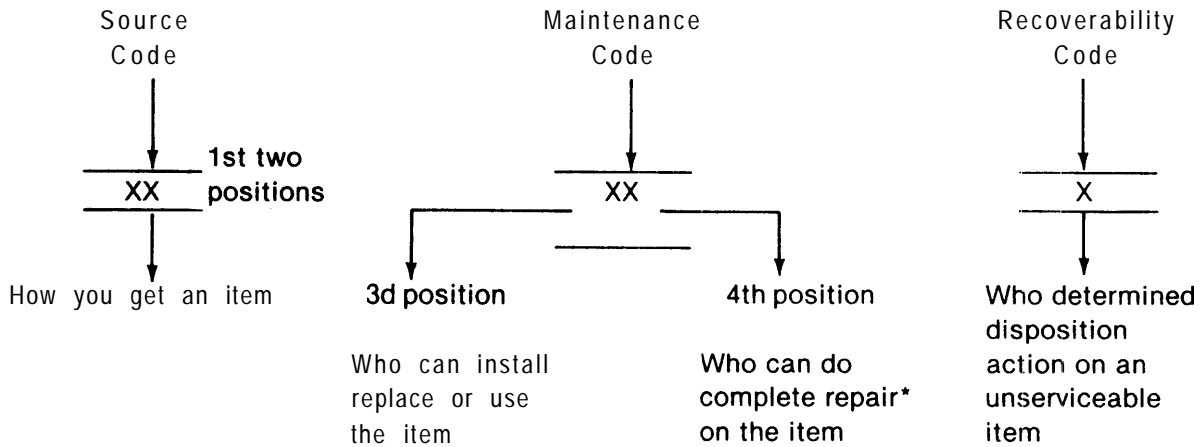 Source
Code
Maintenance
Code
Recoverability
Code
1st two
positions
XX
XX
X
How you get an item
3d position
4th position
Who determined
disposition
action on an
unserviceable
item
Who can install
replace or use
the item
Who can do
complete repair*
on the item